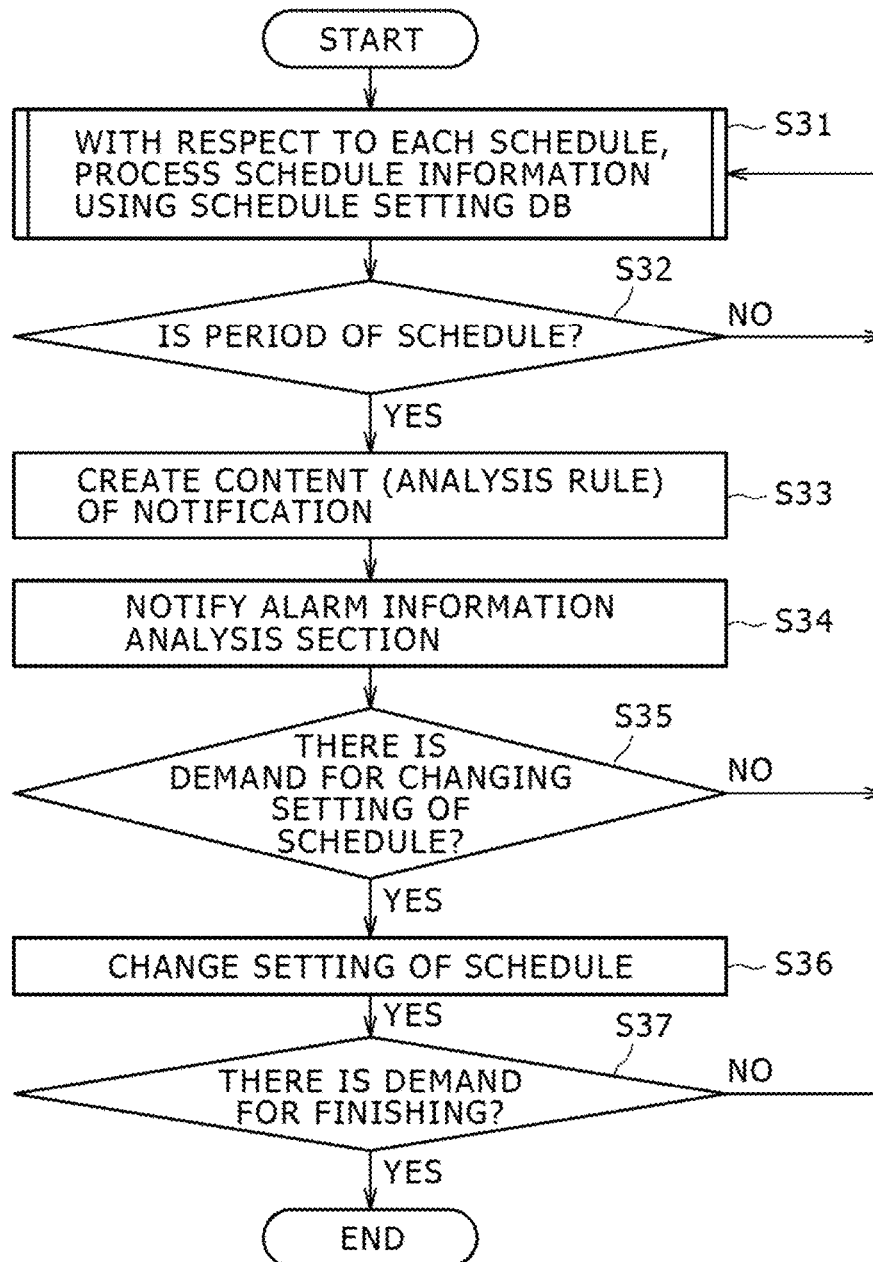 START
WITH RESPECT TO EACH SCHEDULE,
PROCESS SCHEDULE INFORMATION
USING SCHEDULE SETTING DB
S31
S32
IS PERIOD OF SCHEDULE?
NO
YES
CREATE CONTENT (ANALYSIS RULE)
OF NOTIFICATION
S33
NOTIFY ALARM INFORMATION
ANALYSIS SECTION
S34
S35
THERE IS
DEMAND FOR CHANGING
SETTING OF
SCHEDULE?
NO
YES
CHANGE SETTING OF SCHEDULE
S36
YES
S37
THERE IS DEMAND
FOR FINISHING?
NO
YES
END